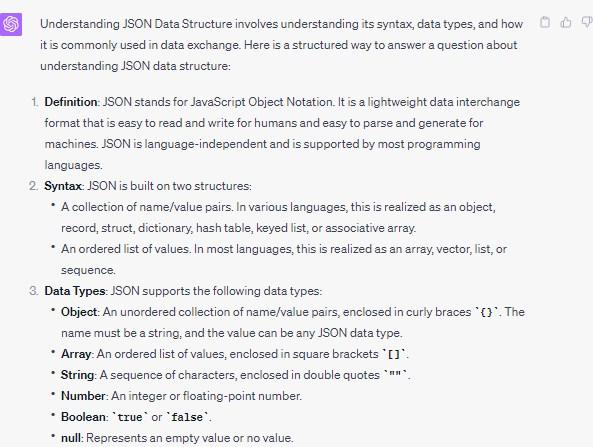 Understanding JSON Data Structure involves understanding its syntax, data types, and how
it is commonly used in data exchange. Here is a structured way to answer a question about
understanding JSON data structure:
1. Definition: JSON stands for JavaScript Object Notation. It is a lightweight data interchange
format that is easy to read and write for humans and easy to parse and generate for
machines. JSON is language-independent and is supported by most programming
languages.
2. Syntax: JSON is built on two structures:
• A collection of name/value pairs. In various languages, this is realized as an object,
record, struct, dictionary, hash table, keyed list, or associative array.
• An ordered list of values. In most languages, this is realized as an array, vector, list, or
sequence.
3. Data Types: JSON supports the following data types:
• Object: An unordered collection of name/value pairs, enclosed in curly braces `{}`. The
name must be a string, and the value can be any JSON data type.
• Array: An ordered list of values, enclosed in square brackets `[]`.
• String: A sequence of characters, enclosed in double quotes `""`.
• Number: An integer or floating-point number.
• Boolean: `true` or `false`.
• null: Represents an empty value or no value.